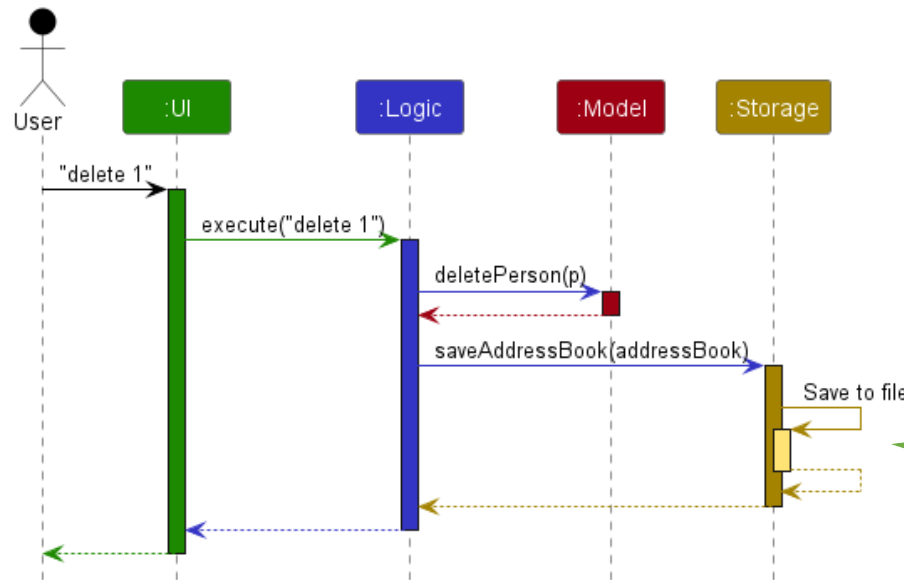 :UI
:Logic
:Model
:Storage
User
"delete 1"
execute("delete 1")
deletePerson(p)
saveAddressBook(addressBook)
Save to file